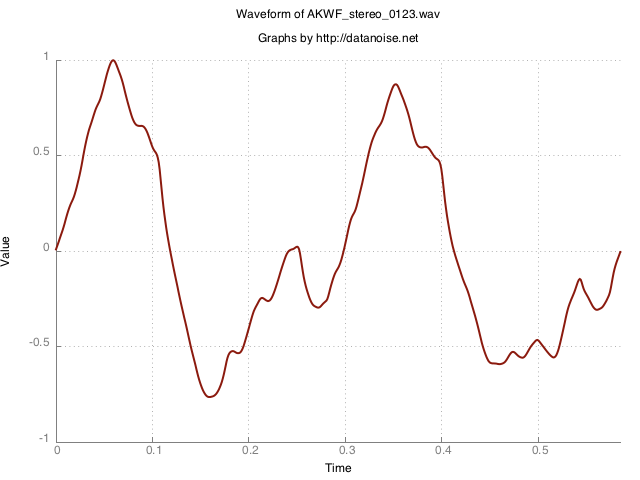 Waveform of AKWF_stereo_0123.wav
Graphs by http://datanoise.net
1
0.5
0
-0.5
-1
Value
0 0.1 0.2 0.3 0.4 0.5
Time